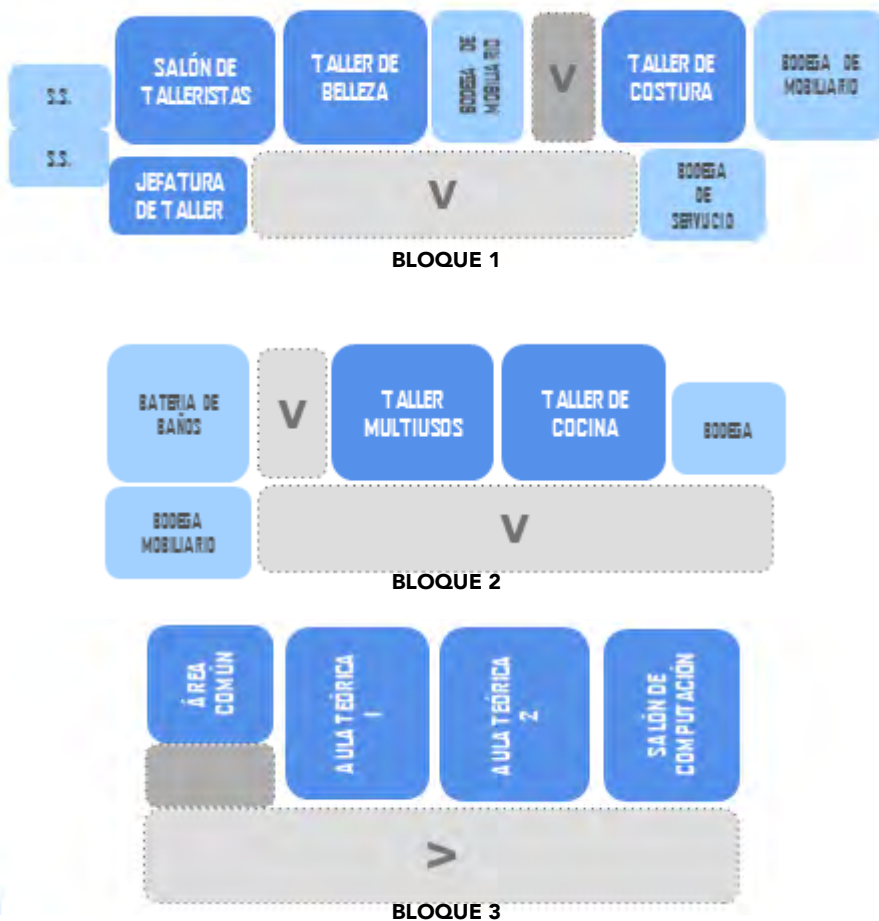 S.S.
S.S.
SALÓN DE
TALLERISTAS
TALLER DE
BELLEZA
BODEGA DE
MOBILIARIO
V
TALLER DE
COSTURA
BODEGA DE
MOBILIARIO
JEFATURA
DE TALLER
V
BODEGA
DE
SERVUCIO
BLOQUE 1
BATERIA DE
BAÑOS
V
TALLER
MULTIUSOS
TALLER DE
COCINA
BODEGA
BODEGA
MOBILIARIO
V
BLOQUE 2
ÁREA
COMÚN
AULA TEÓRICA
1
AULA TEÓRICA
2
SALÓN DE
COMPUTACIÓN
V
BLOQUE 3